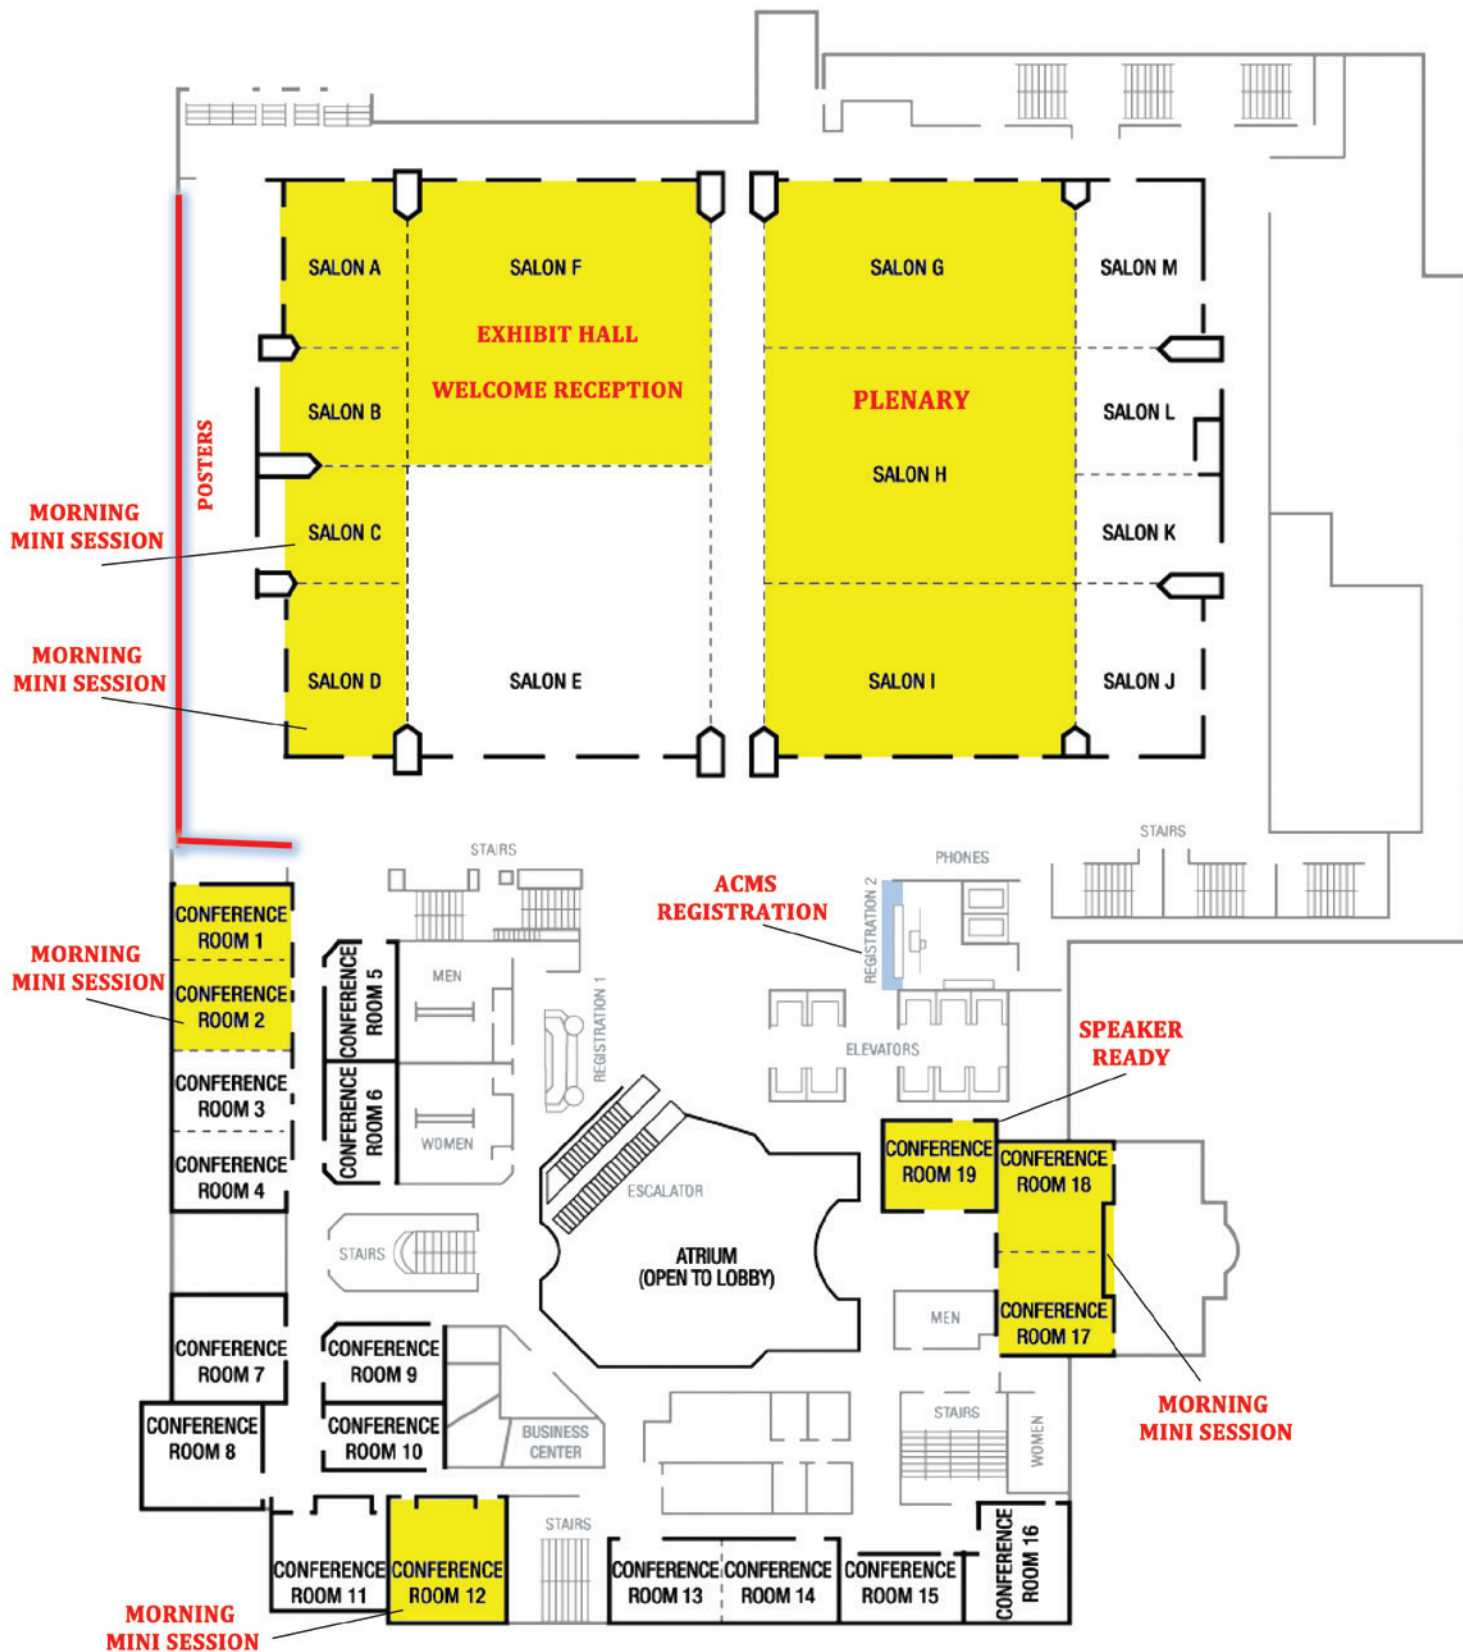 SALON A
SALON F
SALON G
SALON M
EXHIBIT HALL
WELCOME RECEPTION
PLENARY
SALON B
SALON L
POSTERS
SALON H
MORNING
MINI SESSION
SALON C
SALON K
MORNING
MINI SESSION
SALON D
SALON E
SALON I
SALON J
STAIRS
STAIRS
PHONES
ACMS
REGISTRATION
REGISTRATION 2
CONFERENCE
ROOM 1
MORNING
MINI SESSION
CONFERENCE
ROOM 2
CONFERENCE
ROOM 5
MEN
REGISTRATION 1
SPEAKER
READY
ELEVATORS
CONFERENCE
ROOM 3
CONFERENCE
ROOM 6
WOMEN
CONFERENCE
ROOM 4
ESCALATOR
CONFERENCE
ROOM 19
CONFERENCE
ROOM 18
STAIRS
ATRIUM
(OPEN TO LOBBY)
MEN
CONFERENCE
ROOM 17
CONFERENCE
ROOM 7
CONFERENCE
ROOM 9
MORNING
MINI SESSION
CONFERENCE
ROOM 8
CONFERENCE
ROOM 10
BUSINESS
CENTER
STAIRS
WOMEN
STAIRS
CONFERENCE
ROOM 11
CONFERENCE
ROOM 12
CONFERENCE
ROOM 13
CONFERENCE
ROOM 14
CONFERENCE
ROOM 15
CONFERENCE
ROOM 16
MORNING
MINI SESSION